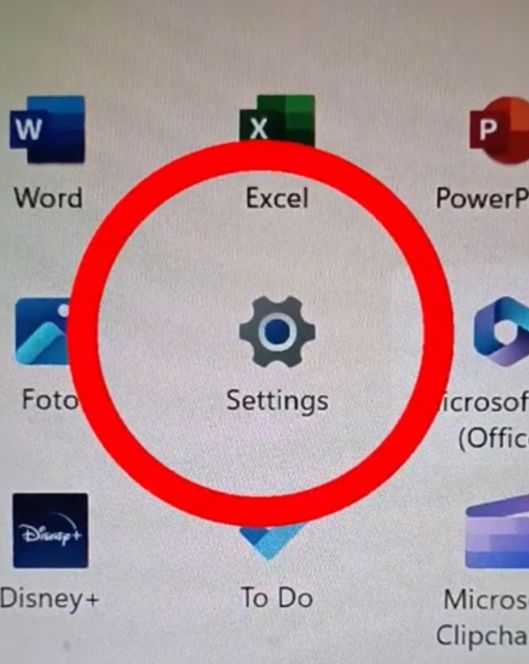 W
X
P
Word
Excel
PowerP
Foto
Settings
icrosof
(Offic
Disney+
Disney+
To Do
Micros
Clipcha